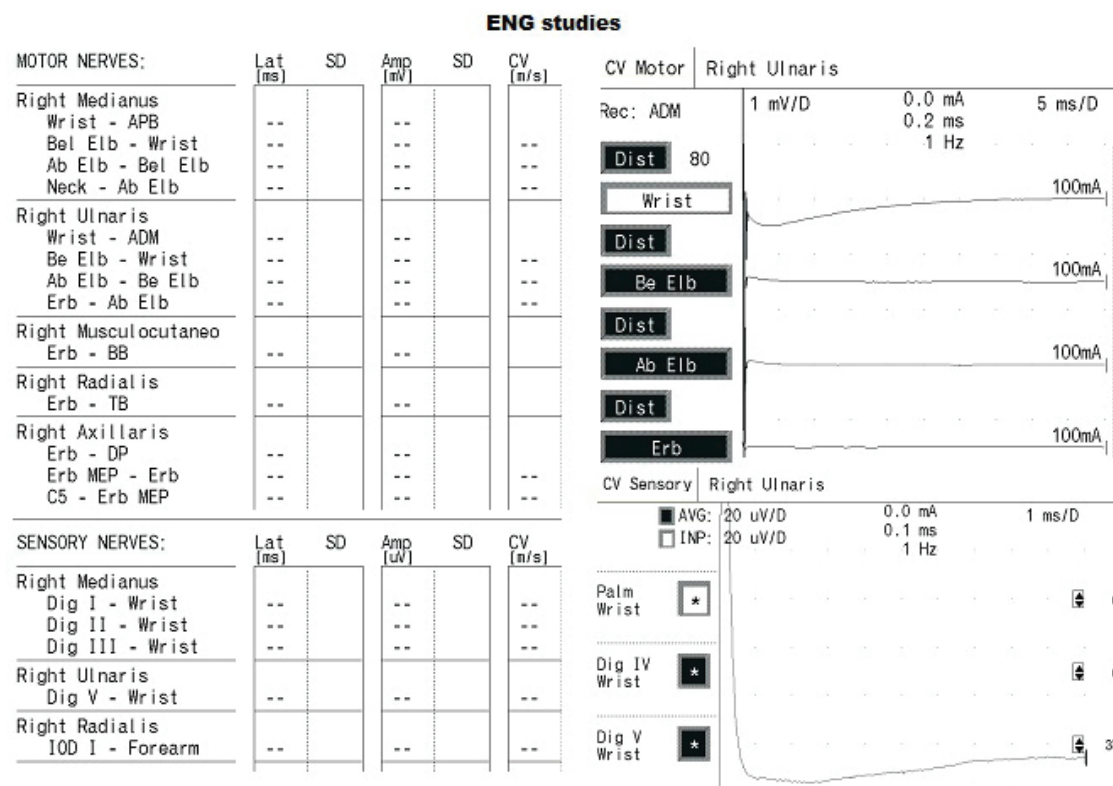 ENG studies
MOTOR NERVES: Lat [ms] SD Amp [mV] SD CV [m/s]
Right Medianus
Wrist - APB -- --
Bel Elb - Wrist -- -- --
Ab Elb - Bel Elb -- -- --
Neck - Ab Elb -- -- --
Right Ulnaris
Wrist - ADM -- --
Be Elb - Wrist -- -- --
Ab Elb - Be Elb -- -- --
Erb - Ab Elb -- -- --
Right Musculocutaneo
Erb - BB -- --
Right Radialis
Erb - TB -- --
Right Axillaris
Erb - DP -- --
Erb MEP - Erb -- -- --
C5 - Erb MEP -- -- --
SENSORY NERVES: Lat [ms] SD Amp [uV] SD CV [m/s]
Right Medianus
Dig I - Wrist -- -- --
Dig II - Wrist -- -- --
Dig III - Wrist -- -- --
Right Ulnaris
Dig V - Wrist -- -- --
Right Radialis
IOD I - Forearm -- -- --
CV Motor Right Ulnaris
Rec: ADM 1 mV/D 0.0 mA 5 ms/D
0.2 ms
1 Hz
Dist 80
Wrist 100mA
Dist
Be Elb 100mA
Dist
Ab Elb 100mA
Dist
Erb 100mA
CV Sensory Right Ulnaris
AVG: 20 uV/D 0.0 mA 1 ms/D
INP: 20 uV/D 0.1 ms
1 Hz
Palm
Wrist *
Dig IV
Wrist *
Dig V
Wrist *